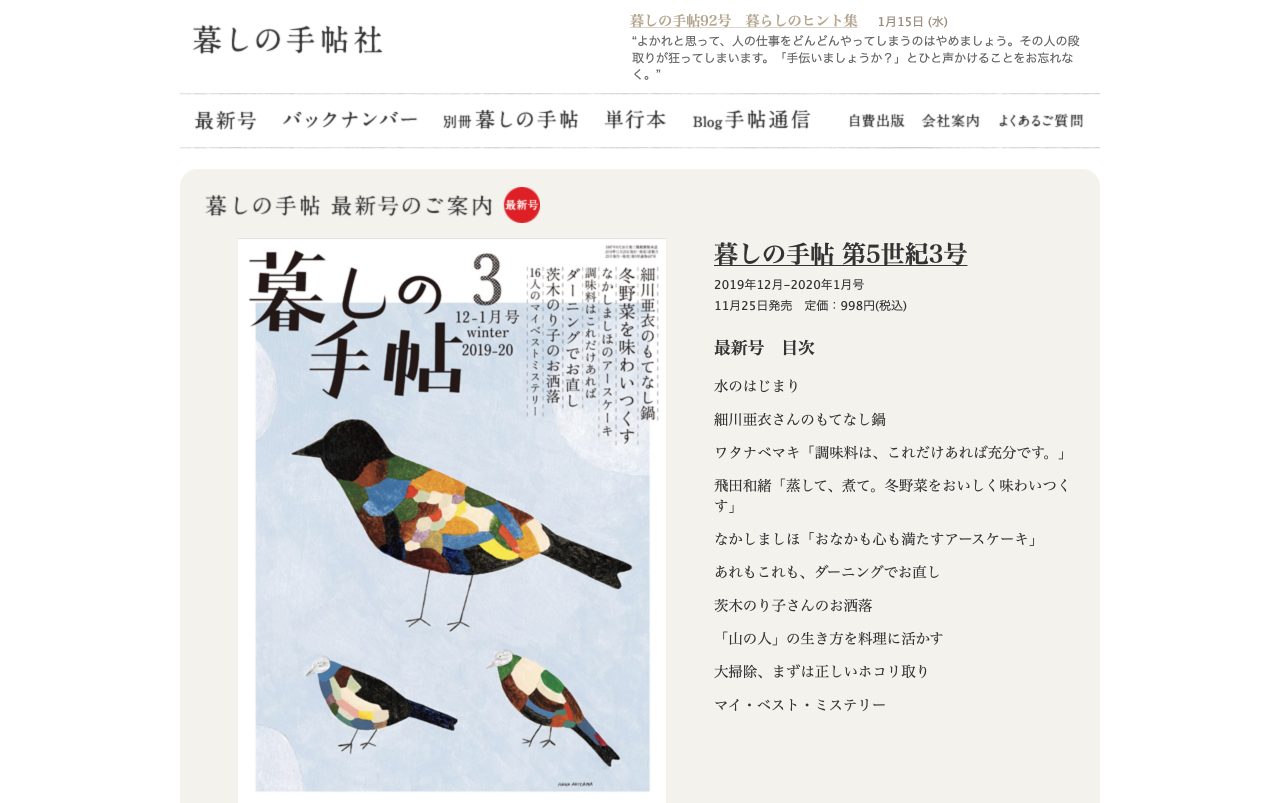 暮しの手帖社
暮しの手帖92号　暮らしのヒント集
1月15日 (水)
“よかれと思って、人の仕事をどんどんやってしまうのはやめましょう。その人の段
取りが狂ってしまいます。「手伝いましょうか？」とひと声かけることをお忘れな
く。”
最新号
バックナンバー
別冊 暮しの手帖
単行本
Blog手帖通信
自費出版
会社案内
よくあるご質問
暮しの手帖 最新号のご案内
最新号
暮しの
手帖
3
12-1月号
winter
2019-20
細川亜衣のもてなし鍋
冬野菜を味わいつくす
なかしましほのアースケーキ
調味料はこれだけあれば
ダーニングでお直し
茨木のり子のお洒落
16人のマイベストミステリー
暮しの手帖 第5世紀3号
2019年12月–2020年1月号
11月25日発売　定価：998円(税込)
最新号　目次
水のはじまり
細川亜衣さんのもてなし鍋
ワタナベマキ「調味料は、これだけあれば充分です。」
飛田和緒「蒸して、煮て。冬野菜をおいしく味わいつく
す」
なかしましほ「おなかも心も満たすアースケーキ」
あれもこれも、ダーニングでお直し
茨木のり子さんのお洒落
「山の人」の生き方を料理に活かす
大掃除、まずは正しいホコリ取り
マイ・ベスト・ミステリー